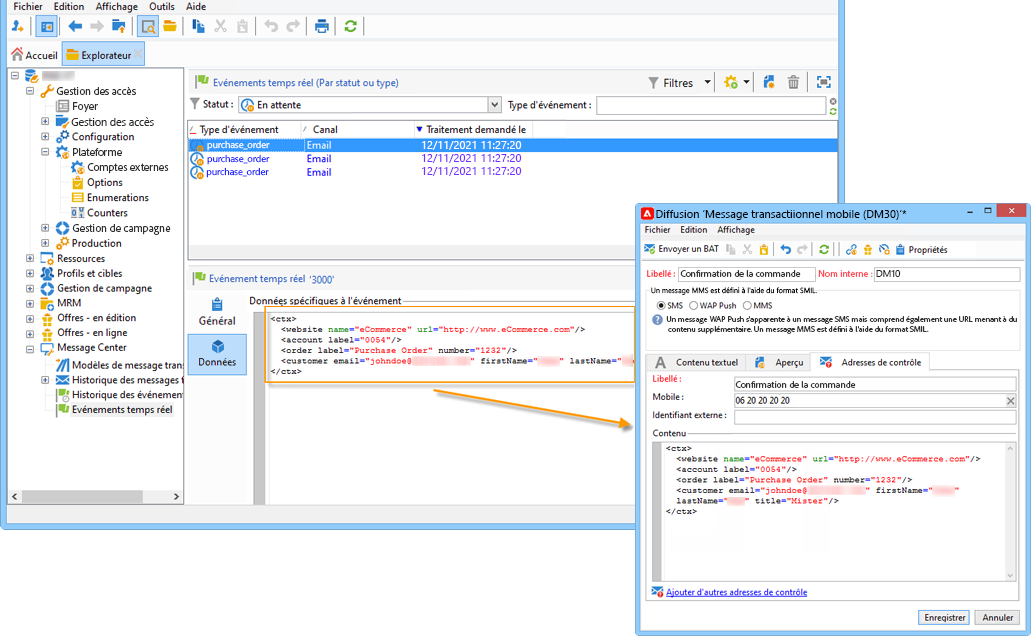 Fichier Edition Affichage Outils Aide
Accueil Explorateur
Gestion des accès
Foyer
Gestion des accès
Configuration
Plateforme
Comptes externes
Options
Enumerations
Counters
Gestion de campagne
Production
Ressources
Profils et cibles
Gestion de campagne
MRM
Offres - en édition
Offres - en ligne
Message Center
Modèles de message tran
Historique des messages t
Historique des événemen
Evénements temps réel
Evénements temps réel (Par statut ou type)
Filtres
Statut : En attente Type d'événement :
Type d'événement Canal Traitement demandé le
purchase_order Email 12/11/2021 11:27:20
purchase_order Email 12/11/2021 11:27:20
purchase_order Email 12/11/2021 11:27:20
Evénement temps réel '3000'
Général
Données
Données spécifiques à l'événement
<ctx>
<website name="eCommerce" url="http://www.eCommerce.com"/>
<account label="0054"/>
<order label="Purchase Order" number="1232"/>
<customer email="johndoe@ firstName=" " lastName="
</ctx>
Diffusion 'Message transactiionnel mobile (DM30)'*
Fichier Edition Affichage
Envoyer un BAT Propriétés
Libellé : Confirmation de la commande Nom interne : DM10
Un message MMS est défini à l'aide du format SMIL.
SMS WAP Push MMS
Un message WAP Push s'apparente à un message SMS mais comprend également une URL menant à du
contenu supplémentaire. Un message MMS est défini à l'aide du format SMIL.
Contenu textuel Aperçu Adresses de contrôle
Libellé : Confirmation de la commande
Mobile : 06 20 20 20 20
Identifiant externe :
Contenu
<ctx>
<website name="eCommerce" url="http://www.eCommerce.com"/>
<account label="0054"/>
<order label="Purchase Order" number="1232"/>
<customer email="johndoe@ " firstName=" "
lastName=" " title="Mister"/>
</ctx>
Ajouter d'autres adresses de contrôle
Enregistrer Annuler